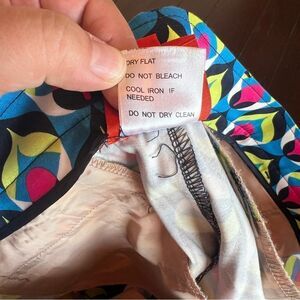 DRY FLAT
DO NOT BLEACH
COOL IRON IF
NEEDED
DO NOT DRY CLEAN